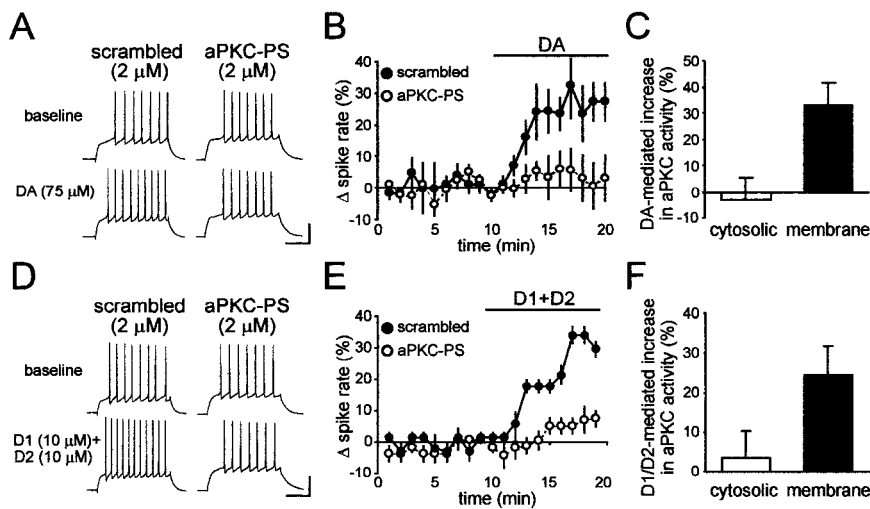 A
scrambled
(2 μM)
aPKC-PS
(2 μM)
baseline
DA (75 μM)
B
DA
scrambled
aPKC-PS
Δ spike rate (%)
40
30
20
10
0
-10
0
5
10
15
20
time (min)
C
DA-mediated increase
in aPKC activity (%)
50
40
30
20
10
0
-10
cytosolic
membrane
D
scrambled
(2 μM)
aPKC-PS
(2 μM)
baseline
D1 (10 μM)+
D2 (10 μM)
E
D1+D2
scrambled
aPKC-PS
Δ spike rate (%)
40
30
20
10
0
-10
0
5
10
15
20
time (min)
F
D1/D2-mediated increase
in aPKC activity (%)
40
30
20
10
0
cytosolic
membrane